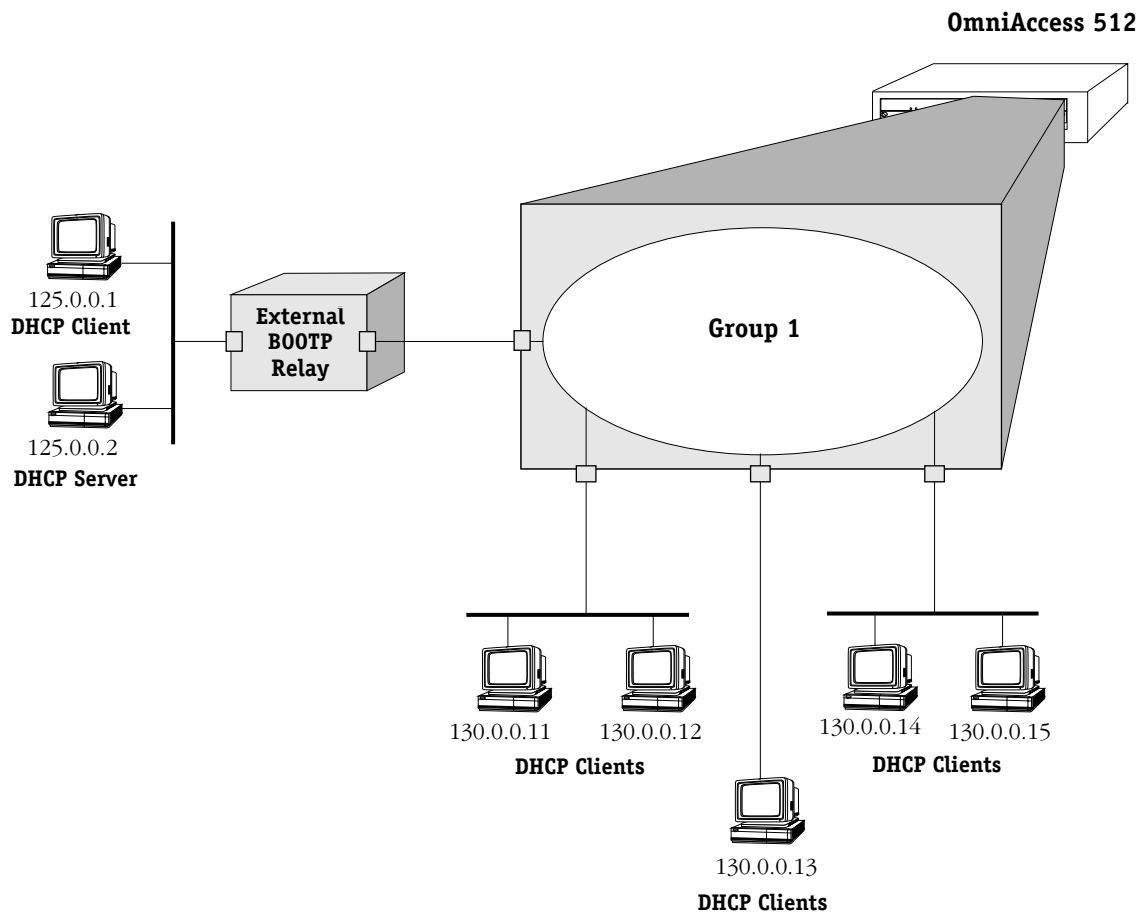 OmniAccess 512
125.0.0.1
DHCP Client
External
BOOTP
Relay
Group 1
125.0.0.2
DHCP Server
130.0.0.11
130.0.0.12
DHCP Clients
130.0.0.14
130.0.0.15
DHCP Clients
130.0.0.13
DHCP Clients